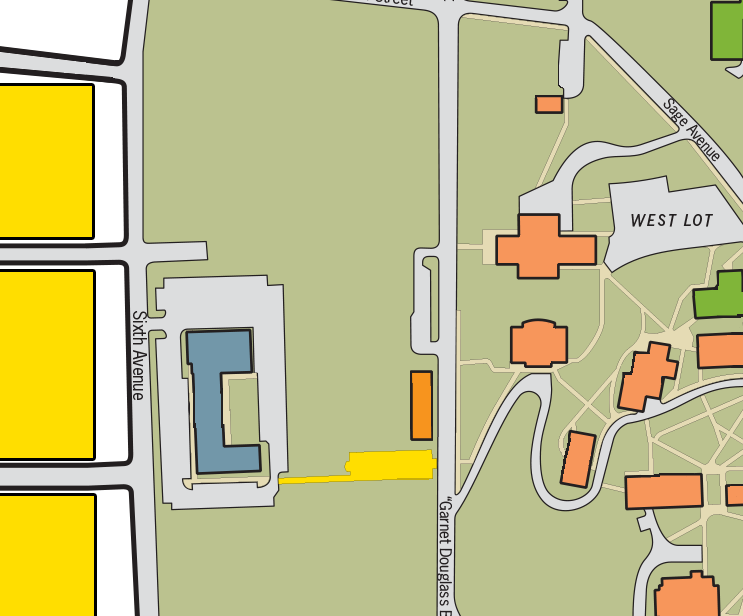 Street
Sage Avenue
WEST LOT
Sixth Avenue
"Garnet Douglass